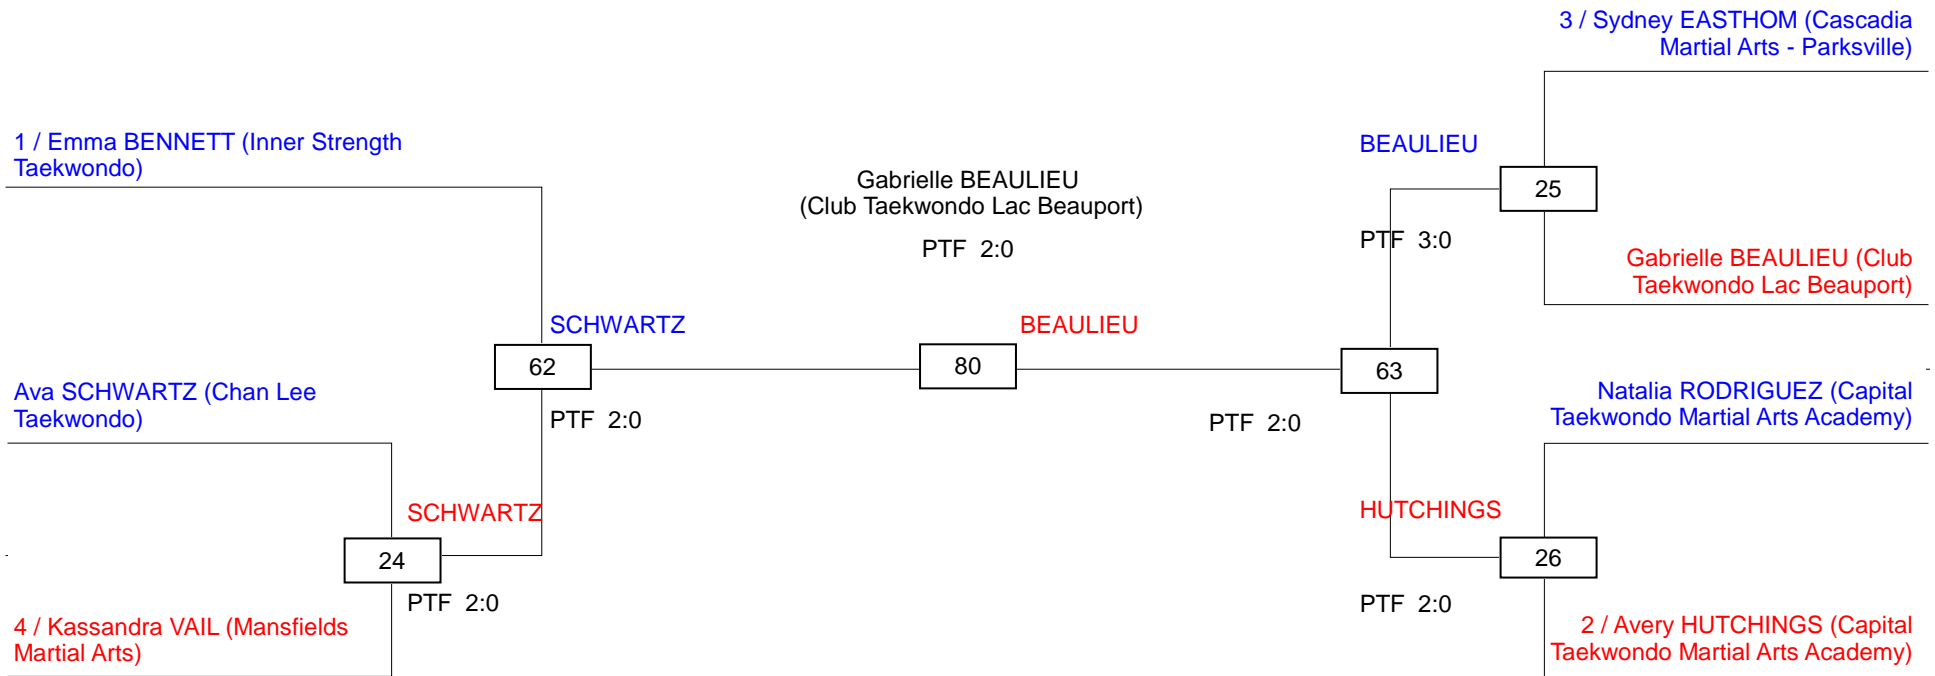 3 / Sydney EASTHOM (Cascadia
Martial Arts - Parksville)
1 / Emma BENNETT (Inner Strength
Taekwondo)
BEAULIEU
Gabrielle BEAULIEU
(Club Taekwondo Lac Beauport)
25
PTF 2:0
PTF 3:0
Gabrielle BEAULIEU (Club
Taekwondo Lac Beauport)
SCHWARTZ
BEAULIEU
62
80
63
Ava SCHWARTZ (Chan Lee
Taekwondo)
Natalia RODRIGUEZ (Capital
Taekwondo Martial Arts Academy)
PTF 2:0
PTF 2:0
SCHWARTZ
HUTCHINGS
24
26
PTF 2:0
PTF 2:0
4 / Kassandra VAIL (Mansfields
Martial Arts)
2 / Avery HUTCHINGS (Capital
Taekwondo Martial Arts Academy)